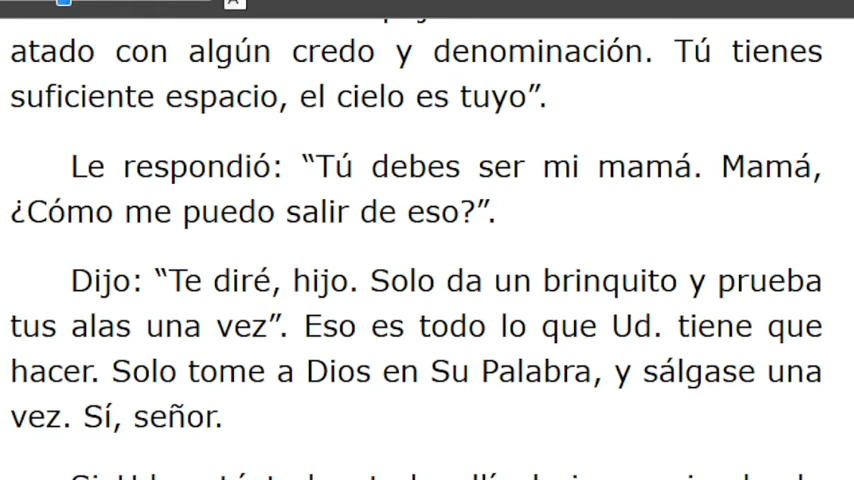 atado con algún credo y denominación. Tú tienes
suficiente espacio, el cielo es tuyo”.
Le respondió: “Tú debes ser mi mamá. Mamá,
¿Cómo me puedo salir de eso?”.
Dijo: “Te diré, hijo. Solo da un brinquito y prueba
tus alas una vez”. Eso es todo lo que Ud. tiene que
hacer. Solo tome a Dios en Su Palabra, y sálgase una
vez. Sí, señor.